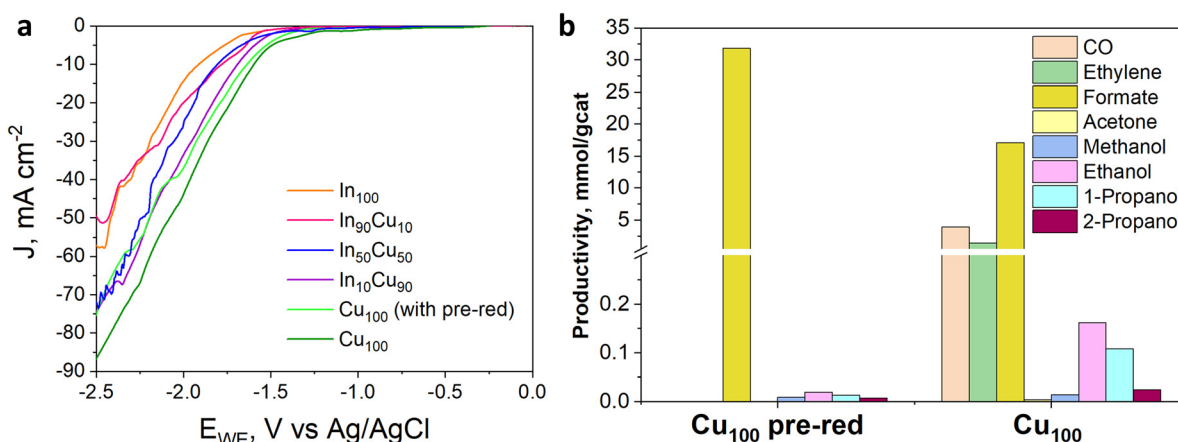 a
J, mA cm-2
0
-10
-20
-30
-40
-50
-60
-70
-80
-90
-2.5
-2.0
-1.5
-1.0
-0.5
0.0
E_WE, V vs Ag/AgCl
In100
In90Cu10
In50Cu50
In10Cu90
Cu100 (with pre-red)
Cu100
b
Productivity, mmol/gcat
35
30
25
20
15
10
5
0.2
0.1
0.0
Cu100 pre-red
Cu100
CO
Ethylene
Formate
Acetone
Methanol
Ethanol
1-Propano
2-Propano